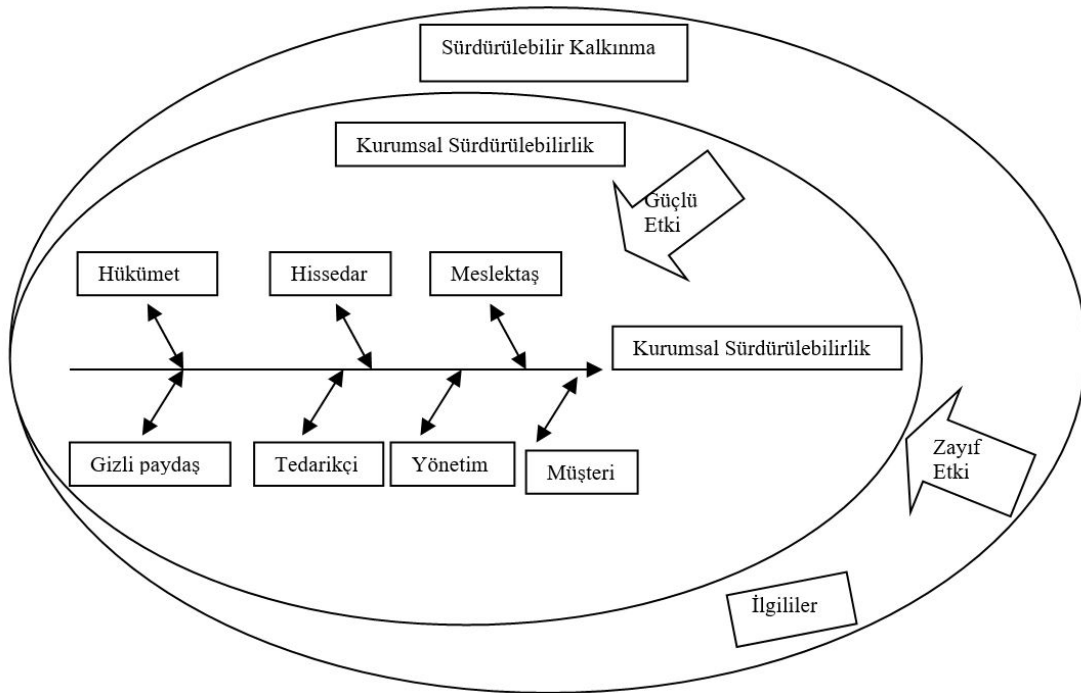 Sürdürülebilir Kalkınma
Kurumsal Sürdürülebilirlik
Güçlü
Etki
Hükümet
Hissedar
Meslektaş
Kurumsal Sürdürülebilirlik
Gizli paydaş
Tedarikçi
Yönetim
Müşteri
Zayıf
Etki
İlgililer